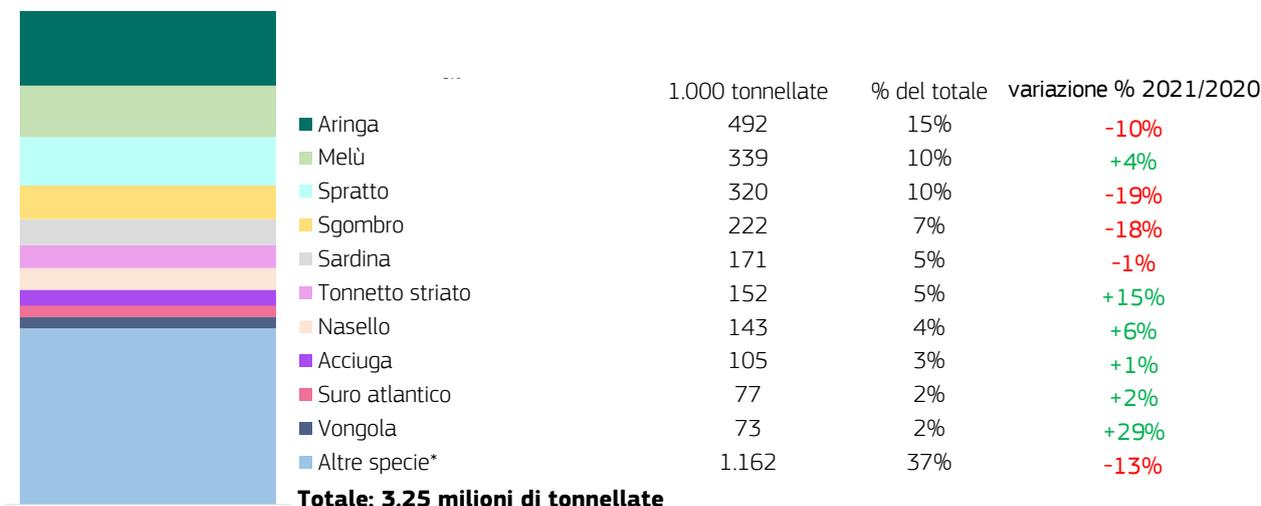 1.000 tonnellate % del totale variazione % 2021/2020
Aringa 492 15% -10%
Melù 339 10% +4%
Spratto 320 10% -19%
Sgombro 222 7% -18%
Sardina 171 5% -1%
Tonnetto striato 152 5% +15%
Nasello 143 4% +6%
Acciuga 105 3% +1%
Suro atlantico 77 2% +2%
Vongola 73 2% +29%
Altre specie* 1.162 37% -13%
Totale: 3,25 milioni di tonnellate